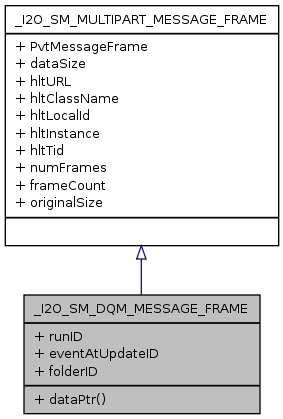 _I2O_SM_MULTIPART_MESSAGE_FRAME
+ PvtMessageFrame
+ dataSize
+ hltURL
+ hltClassName
+ hltLocalId
+ hltInstance
+ hltTid
+ numFrames
+ frameCount
+ originalSize
_I2O_SM_DQM_MESSAGE_FRAME
+ runID
+ eventAtUpdateID
+ folderID
+ dataPtr()